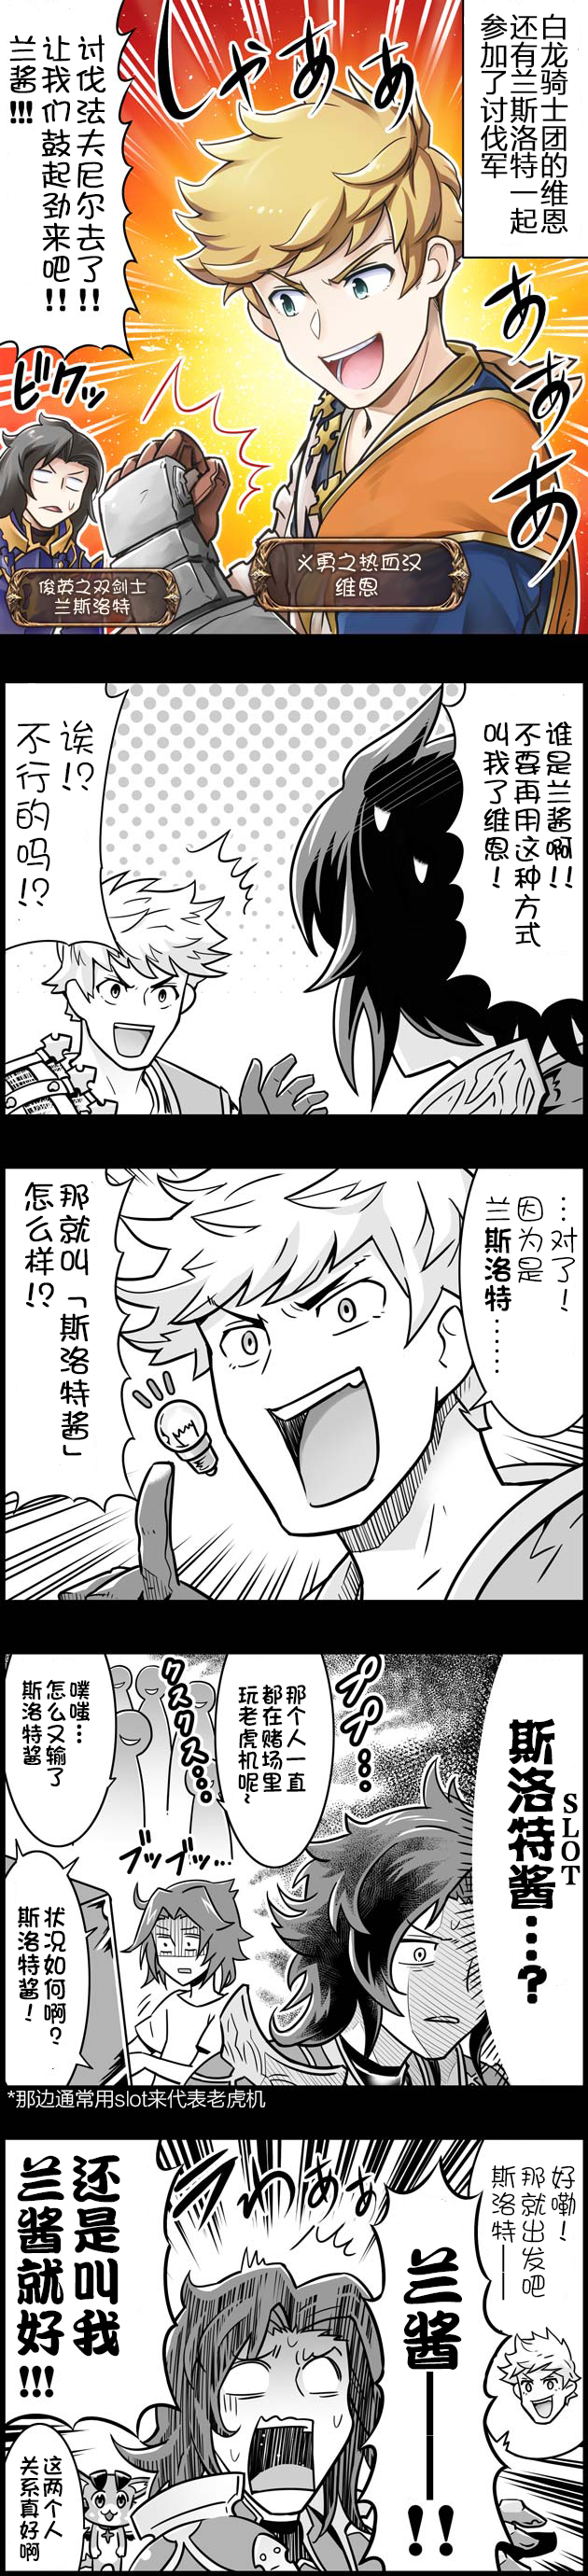 白龙骑士团的维恩
还有兰斯洛特一起
参加了讨伐军
しゃああ
あああ
讨伐法夫尼尔去了!!
让我们鼓起劲来吧!!
兰酱!!!
ビクッ
义勇之热血汉
维恩
俊英之双剑士
兰斯洛特
谁是兰酱啊!!
不要再用这种方式
叫我了维恩!
诶!?
不行的吗!?
…对了!
因为是
兰斯洛特……
那就叫「斯洛特酱」
怎么样!?
斯洛特酱…?
SLOT
那个人一直
都在赌场里
玩老虎机呢~
クスクス…
噗嗤…
怎么又输了
斯洛特酱
ブッブッ…
状况如何啊?
斯洛特酱!
*那边通常用slot来代表老虎机
好嘞!
那就出发吧
斯洛特——
兰酱——!!
うわぁぁ
还是叫我
兰酱就好!!!
这两个人
关系真好啊